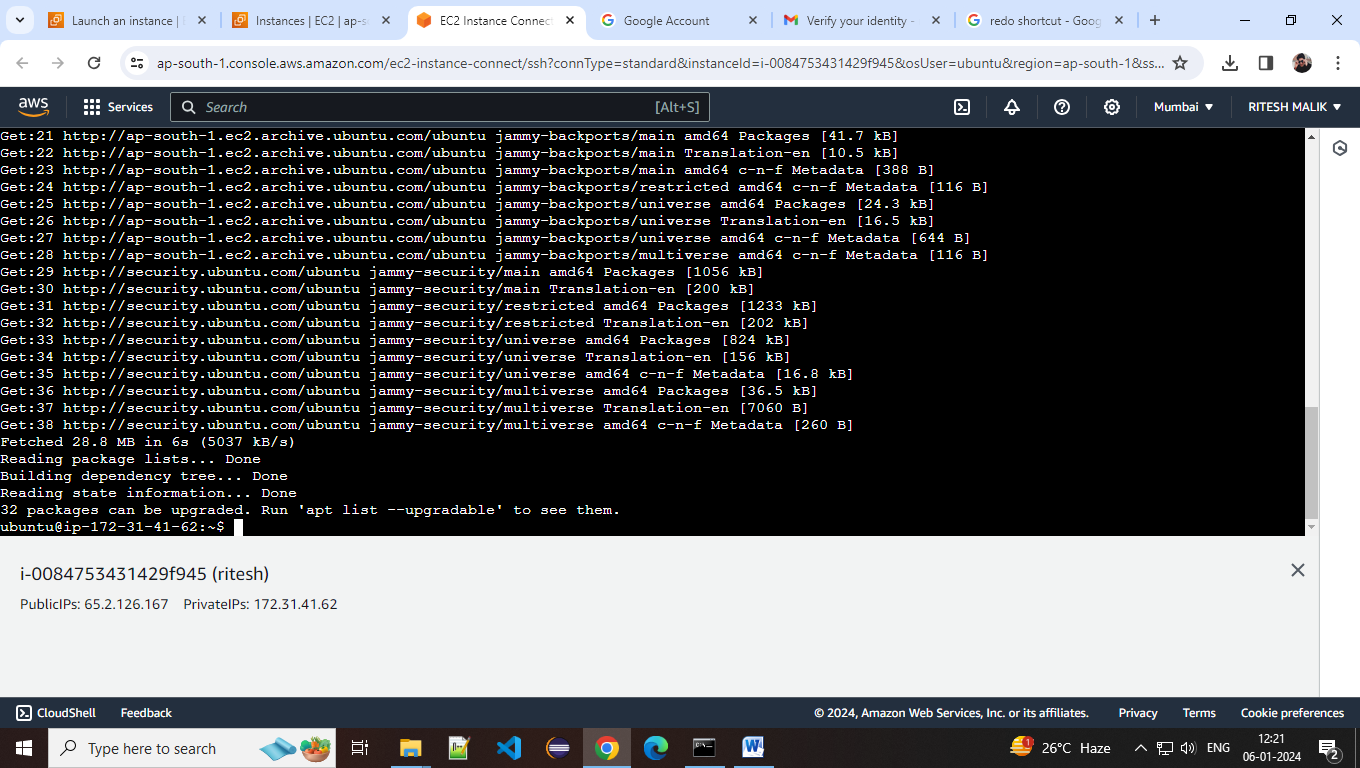 Launch an instance |
Instances | EC2 | ap-s
EC2 Instance Connect
Google Account
Verify your identity -
redo shortcut - Goog
ap-south-1.console.aws.amazon.com/ec2-instance-connect/ssh?connType=standard&instanceId=i-0084753431429f945&osUser=ubuntu&region=ap-south-1&ss...
aws
Services
Search
[Alt+S]
Mumbai
RITESH MALIK
Get:21 http://ap-south-1.ec2.archive.ubuntu.com/ubuntu jammy-backports/main amd64 Packages [41.7 kB]
Get:22 http://ap-south-1.ec2.archive.ubuntu.com/ubuntu jammy-backports/main Translation-en [10.5 kB]
Get:23 http://ap-south-1.ec2.archive.ubuntu.com/ubuntu jammy-backports/main amd64 c-n-f Metadata [388 B]
Get:24 http://ap-south-1.ec2.archive.ubuntu.com/ubuntu jammy-backports/restricted amd64 c-n-f Metadata [116 B]
Get:25 http://ap-south-1.ec2.archive.ubuntu.com/ubuntu jammy-backports/universe amd64 Packages [24.3 kB]
Get:26 http://ap-south-1.ec2.archive.ubuntu.com/ubuntu jammy-backports/universe Translation-en [16.5 kB]
Get:27 http://ap-south-1.ec2.archive.ubuntu.com/ubuntu jammy-backports/universe amd64 c-n-f Metadata [644 B]
Get:28 http://ap-south-1.ec2.archive.ubuntu.com/ubuntu jammy-backports/multiverse amd64 c-n-f Metadata [116 B]
Get:29 http://security.ubuntu.com/ubuntu jammy-security/main amd64 Packages [1056 kB]
Get:30 http://security.ubuntu.com/ubuntu jammy-security/main Translation-en [200 kB]
Get:31 http://security.ubuntu.com/ubuntu jammy-security/restricted amd64 Packages [1233 kB]
Get:32 http://security.ubuntu.com/ubuntu jammy-security/restricted Translation-en [202 kB]
Get:33 http://security.ubuntu.com/ubuntu jammy-security/universe amd64 Packages [824 kB]
Get:34 http://security.ubuntu.com/ubuntu jammy-security/universe Translation-en [156 kB]
Get:35 http://security.ubuntu.com/ubuntu jammy-security/universe amd64 c-n-f Metadata [16.8 kB]
Get:36 http://security.ubuntu.com/ubuntu jammy-security/multiverse amd64 Packages [36.5 kB]
Get:37 http://security.ubuntu.com/ubuntu jammy-security/multiverse Translation-en [7060 B]
Get:38 http://security.ubuntu.com/ubuntu jammy-security/multiverse amd64 c-n-f Metadata [260 B]
Fetched 28.8 MB in 6s (5037 kB/s)
Reading package lists... Done
Building dependency tree... Done
Reading state information... Done
32 packages can be upgraded. Run 'apt list --upgradable' to see them.
ubuntu@ip-172-31-41-62:~$
i-0084753431429f945 (ritesh)
PublicIPs: 65.2.126.167 PrivateIPs: 172.31.41.62
CloudShell
Feedback
© 2024, Amazon Web Services, Inc. or its affiliates.
Privacy
Terms
Cookie preferences
Type here to search
1
26°C Haze
ENG
12:21
06-01-2024
2